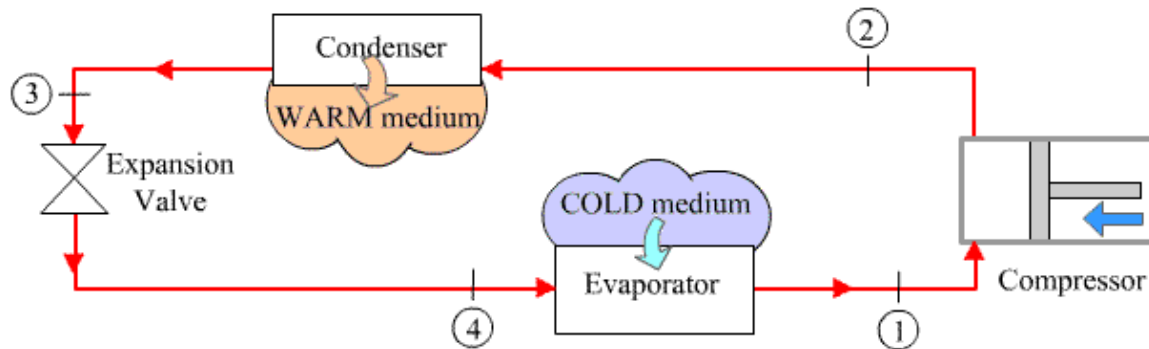 Condenser
2
3
WARM medium
Expansion
Valve
COLD medium
Evaporator
Compressor
4
1